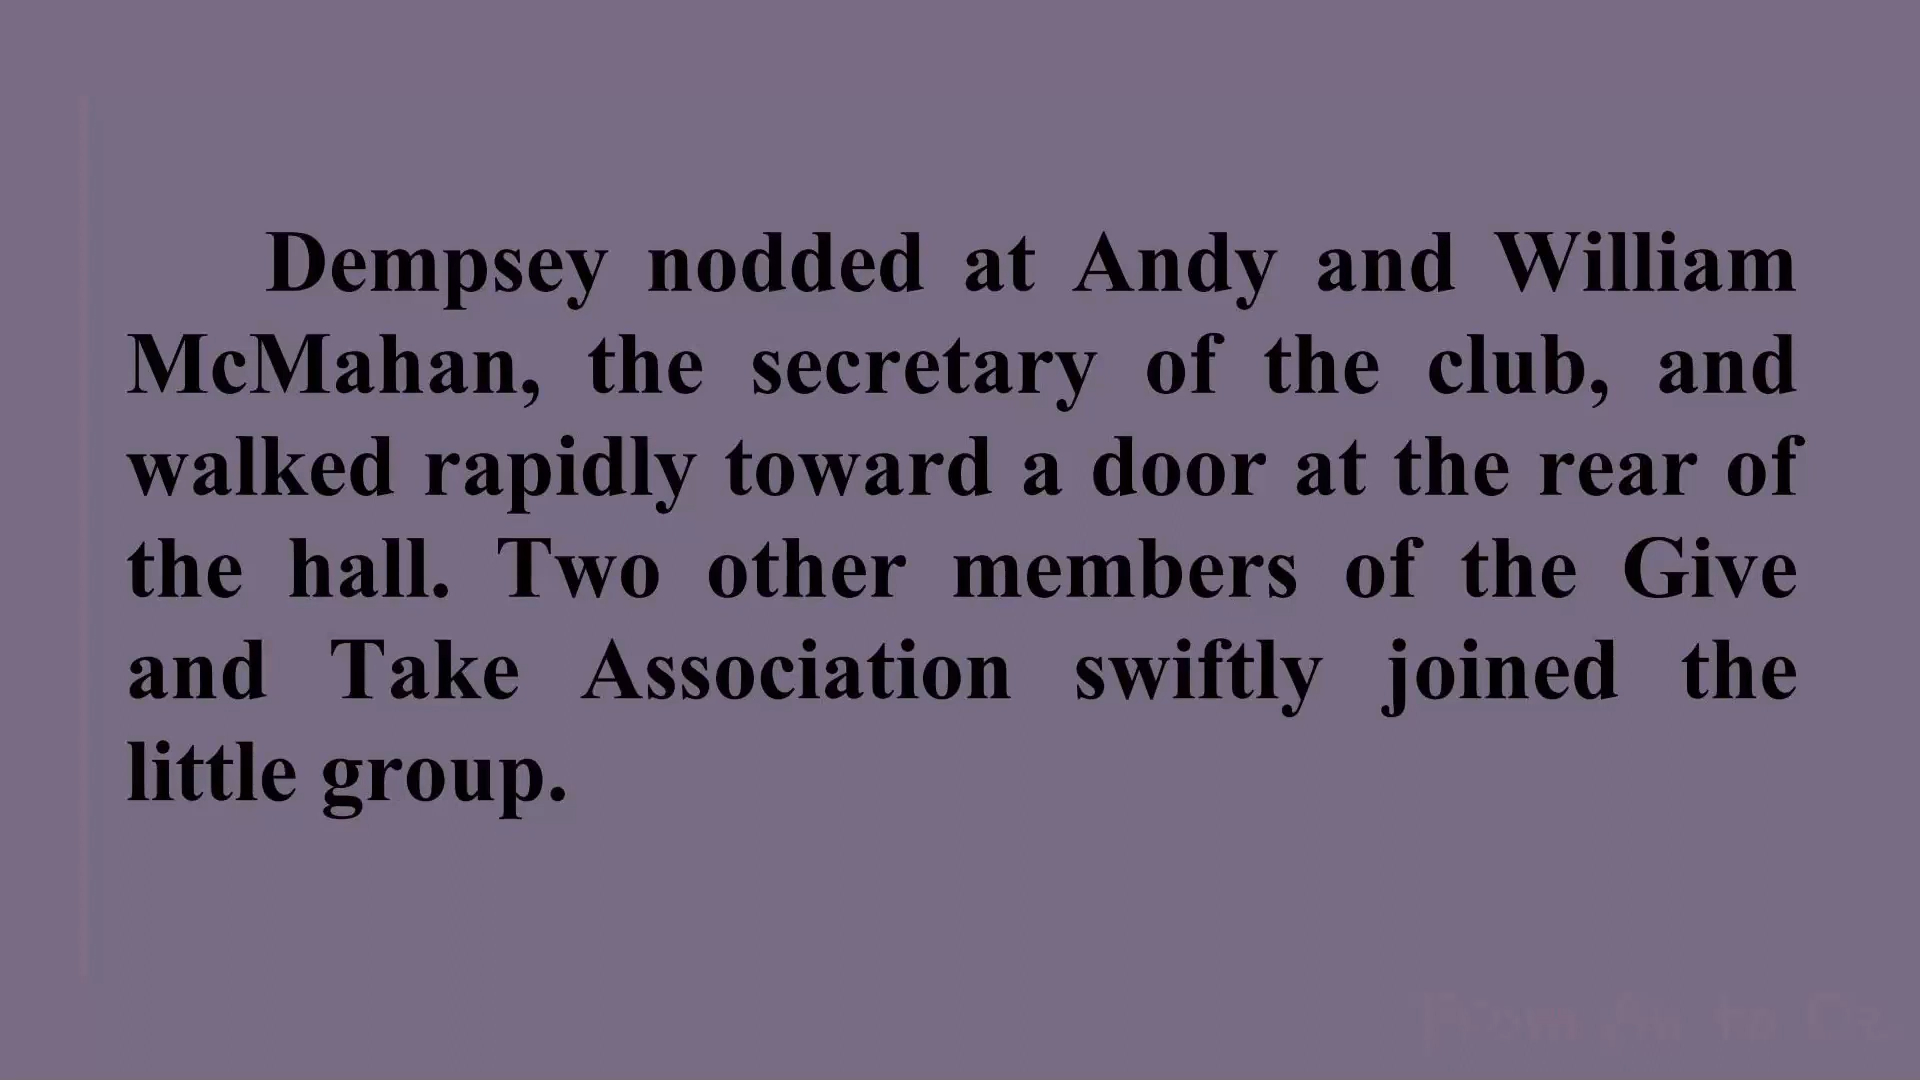 Dempsey nodded at Andy and William
McMahan, the secretary of the club, and
walked rapidly toward a door at the rear of
the hall. Two other members of the Give
and Take Association swiftly joined the
little group.